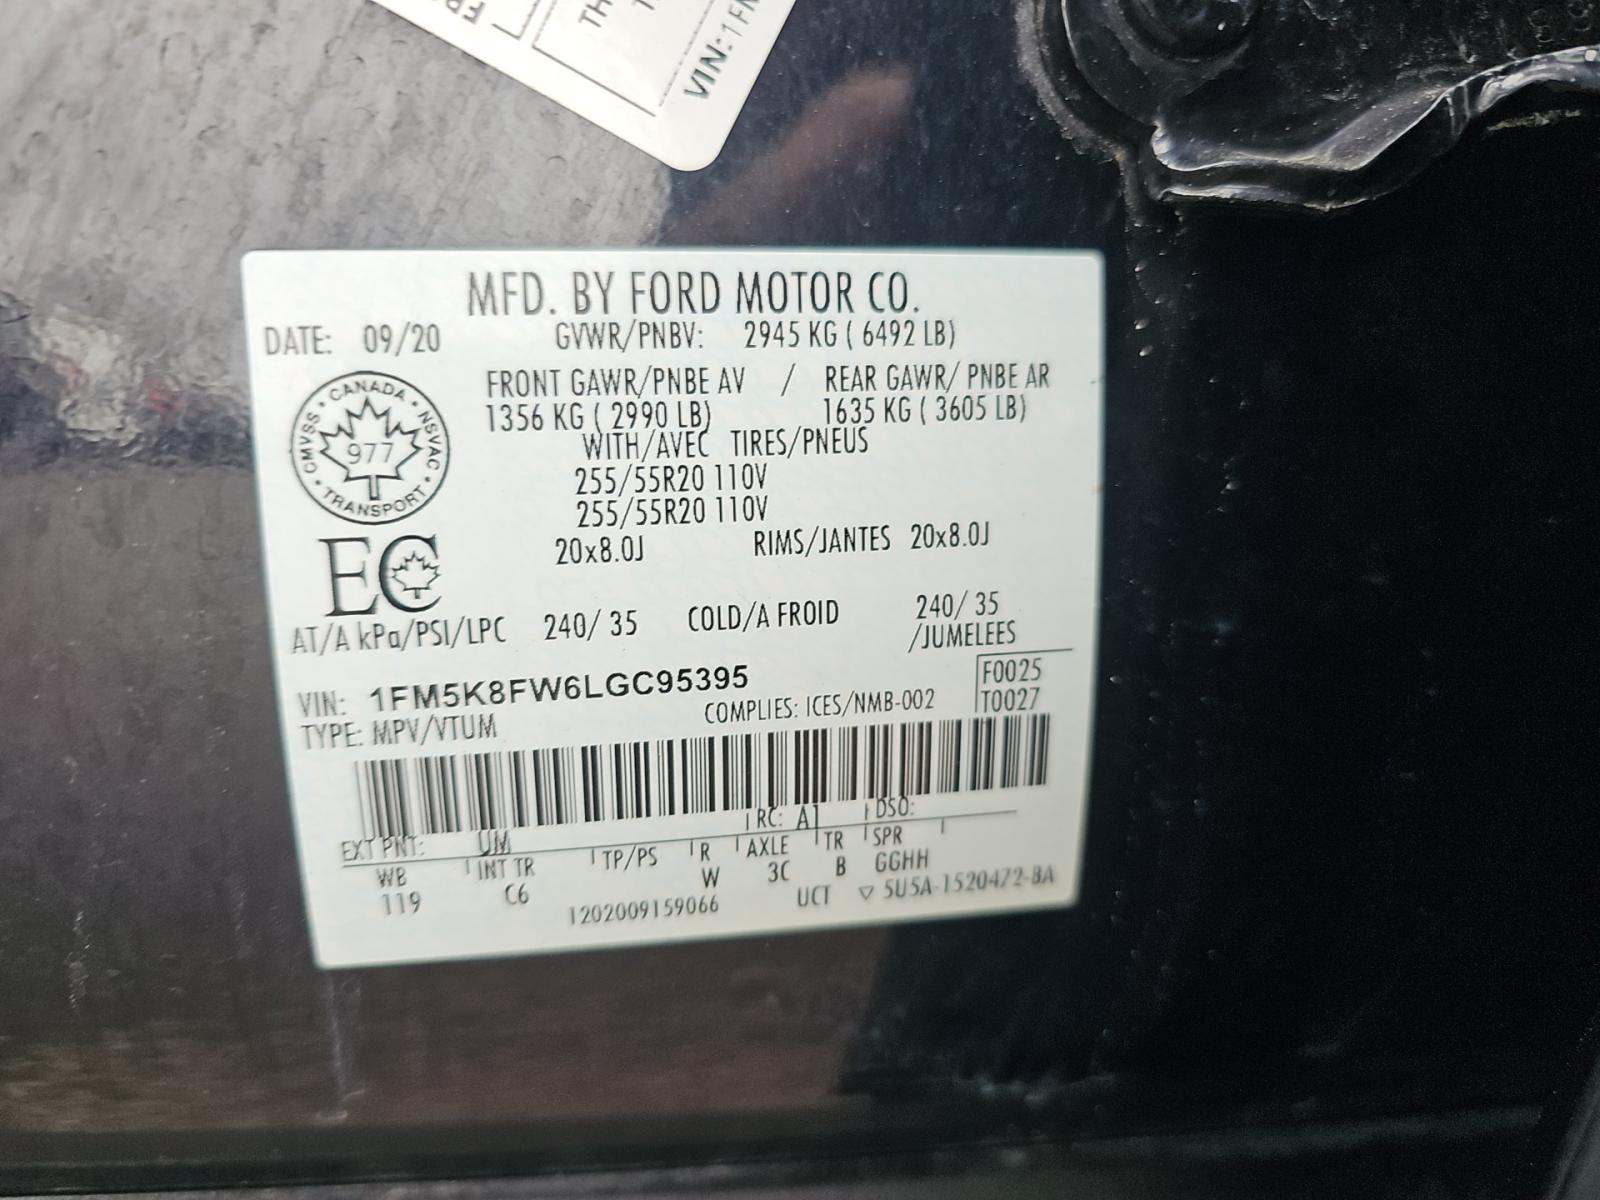 VIN: 1FM
MFD. BY FORD MOTOR CO.
DATE: 09/20 GVWR/PNBV: 2945 KG ( 6492 LB)
FRONT GAWR/PNBE AV / REAR GAWR/ PNBE AR
1356 KG ( 2990 LB) 1635 KG ( 3605 LB)
WITH/AVEC TIRES/PNEUS
255/55R20 110V
255/55R20 110V
20x8.0J RIMS/JANTES 20x8.0J
CANADA · NSVAC · TRANSPORT · CMVSS
977
EC
AT/A kPa/PSI/LPC 240/ 35 COLD/A FROID 240/ 35
/JUMELEES
VIN: 1FM5K8FW6LGC95395
F0025
T0027
TYPE: MPV/VTUM COMPLIES: ICES/NMB-002
EXT PNT: UM RC: A1 DSO:
WB INT TR TP/PS R AXLE TR SPR
119 C6 W 3C B GGHH
1202009159066 UCT ▽ 5U5A-1520472-BA